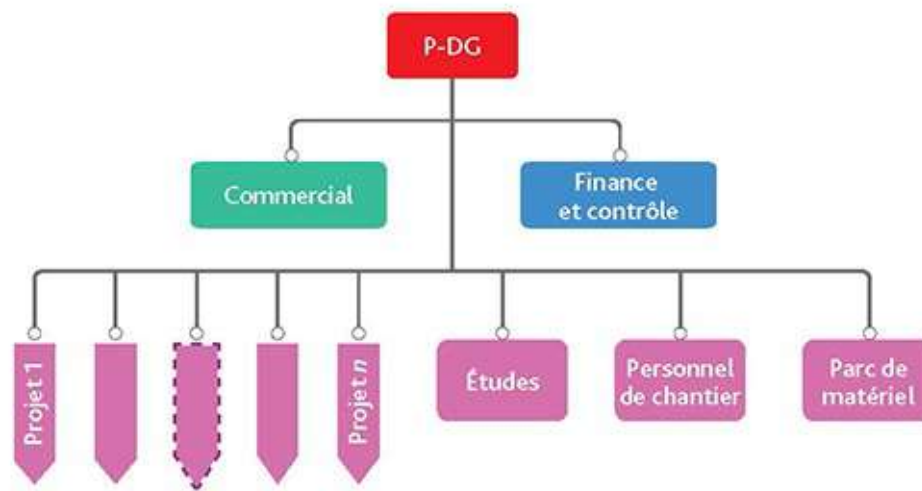 P-DG
Commercial
Finance
et contrôle
Projet 1
Projet n
Études
Personnel
de chantier
Parc de
matériel